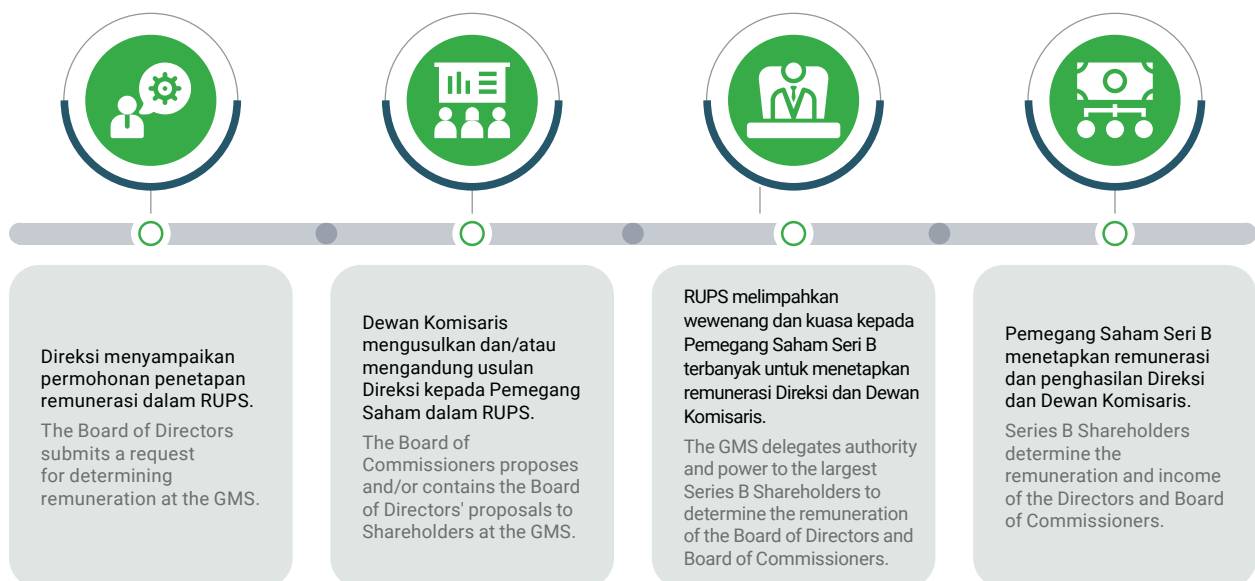 Direksi menyampaikan
permohonan penetapan
remunerasi dalam RUPS.
The Board of Directors
submits a request
for determining
remuneration at the GMS.
Dewan Komisaris
mengusulkan dan/atau
mengandung usulan
Direksi kepada Pemegang
Saham dalam RUPS.
The Board of
Commissioners proposes
and/or contains the Board
of Directors' proposals to
Shareholders at the GMS.
RUPS melimpahkan
wewenang dan kuasa kepada
Pemegang Saham Seri B
terbanyak untuk menetapkan
remunerasi Direksi dan Dewan
Komisaris.
The GMS delegates authority
and power to the largest
Series B Shareholders to
determine the remuneration
of the Board of Directors and
Board of Commissioners.
Pemegang Saham Seri B
menetapkan remunerasi
dan penghasilan Direksi
dan Dewan Komisaris.
Series B Shareholders
determine the
remuneration and income
of the Directors and Board
of Commissioners.